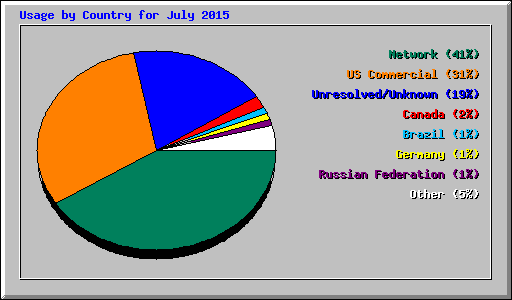 Usage by Country for July 2015
Network (41%)
US Commercial (31%)
Unresolved/Unknown (19%)
Canada (2%)
Brazil (1%)
Germany (1%)
Russian Federation (1%)
Other (5%)